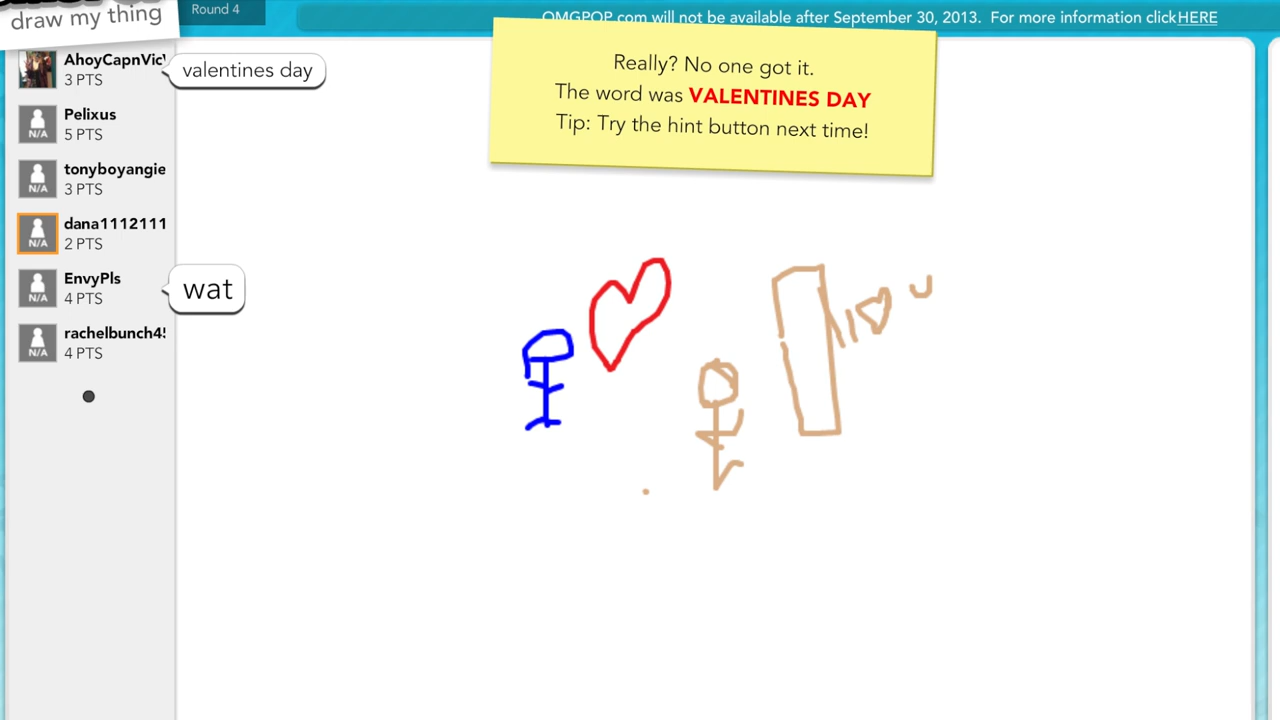 draw my thing
Round 4
OMGPOP.com will not be available after September 30, 2013. For more information click HERE
AhoyCapnVic
3 PTS
valentines day
N/A
Pelixus
5 PTS
N/A
tonyboyangie
3 PTS
N/A
dana1112111
2 PTS
N/A
EnvyPls
4 PTS
wat
N/A
rachelbunch4
4 PTS
Really? No one got it.
The word was VALENTINES DAY
Tip: Try the hint button next time!
I ♡ U